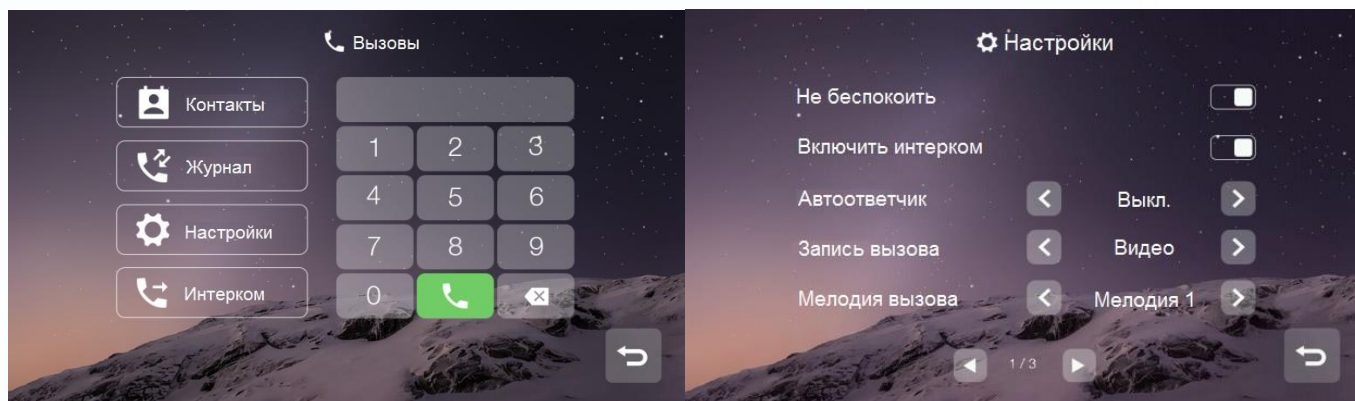 Вызовы
Контакты
Журнал
Настройки
Интерком
1 2 3
4 5 6
7 8 9
0
Настройки
Не беспокоить
Включить интерком
Автоответчик Выкл.
Запись вызова Видео
Мелодия вызова Мелодия 1
1/3